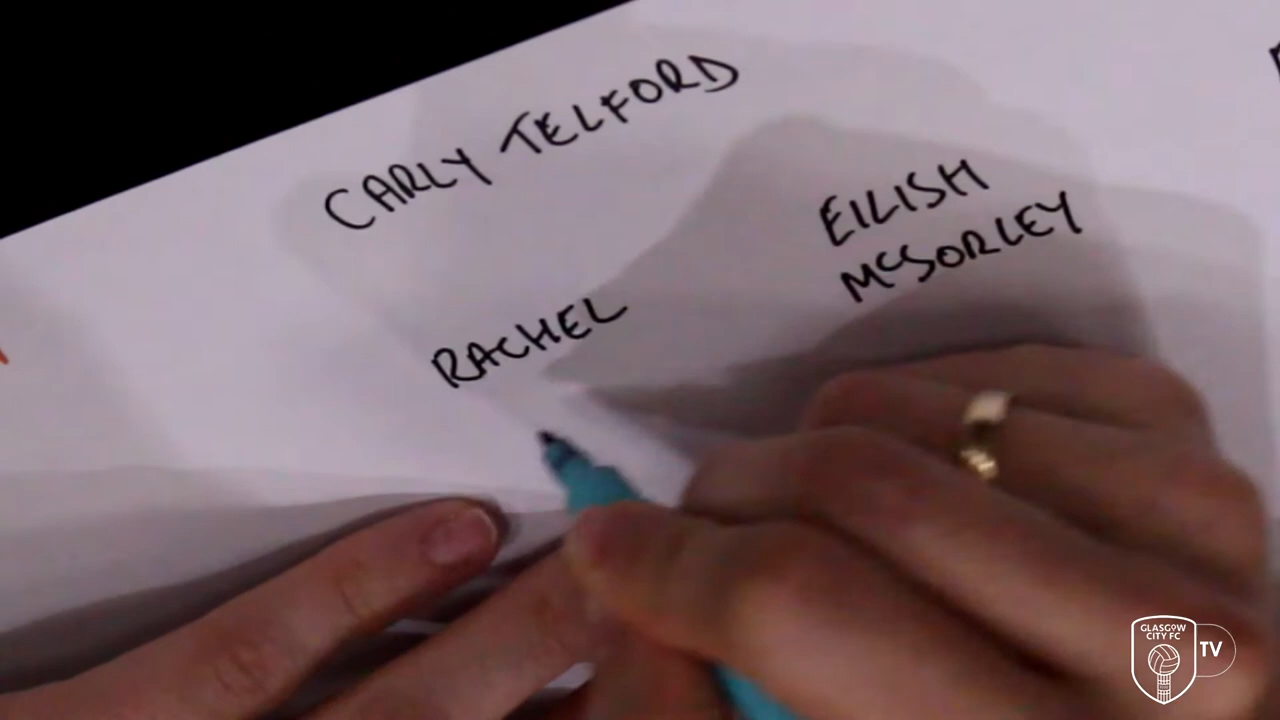 CARLY TELFORD
EILISH
McSORLEY
RACHEL
GLASGOW
CITY FC
TV